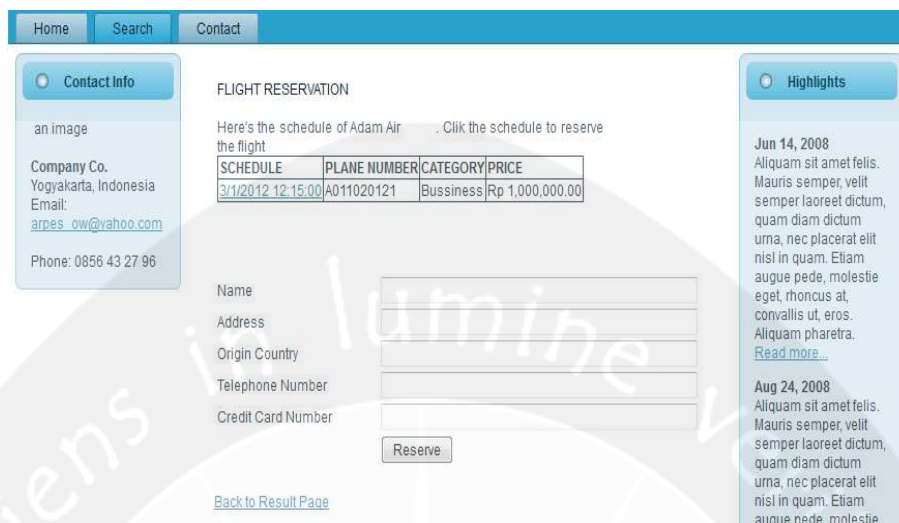 Home Search Contact
Contact Info
an image
Company Co.
Yogyakarta, Indonesia
Email:
arpes_ow@yahoo.com
Phone: 0856 43 27 96
FLIGHT RESERVATION
Here's the schedule of Adam Air . Clik the schedule to reserve
the flight
SCHEDULE PLANE NUMBER CATEGORY PRICE
3/1/2012 12:15:00 A011020121 Bussiness Rp 1,000,000.00
Name
Address
Origin Country
Telephone Number
Credit Card Number
Reserve
Back to Result Page
Highlights
Jun 14, 2008
Aliquam sit amet felis.
Mauris semper, velit
semper laoreet dictum,
quam diam dictum
urna, nec placerat elit
nisl in quam. Etiam
augue pede, molestie
eget, rhoncus at,
convallis ut, eros.
Aliquam pharetra.
Read more...
Aug 24, 2008
Aliquam sit amet felis.
Mauris semper, velit
semper laoreet dictum,
quam diam dictum
urna, nec placerat elit
nisl in quam. Etiam
augue pede, molestie
in lumine